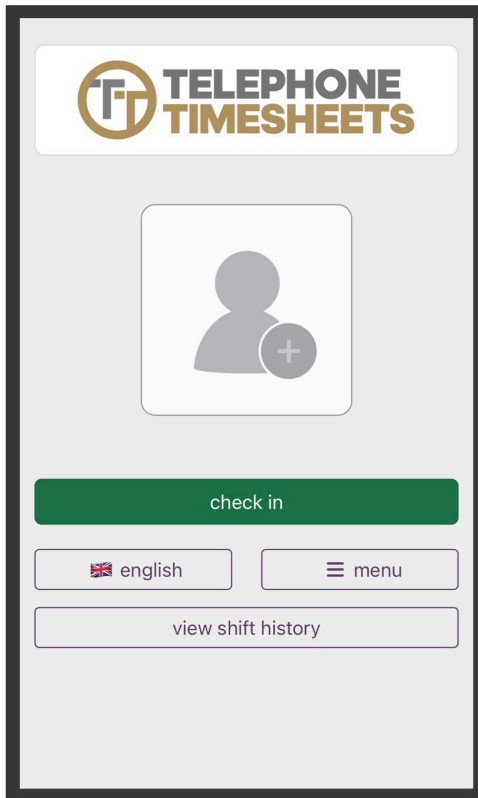 TELEPHONE
TIMESHEETS
check in
english
menu
view shift history